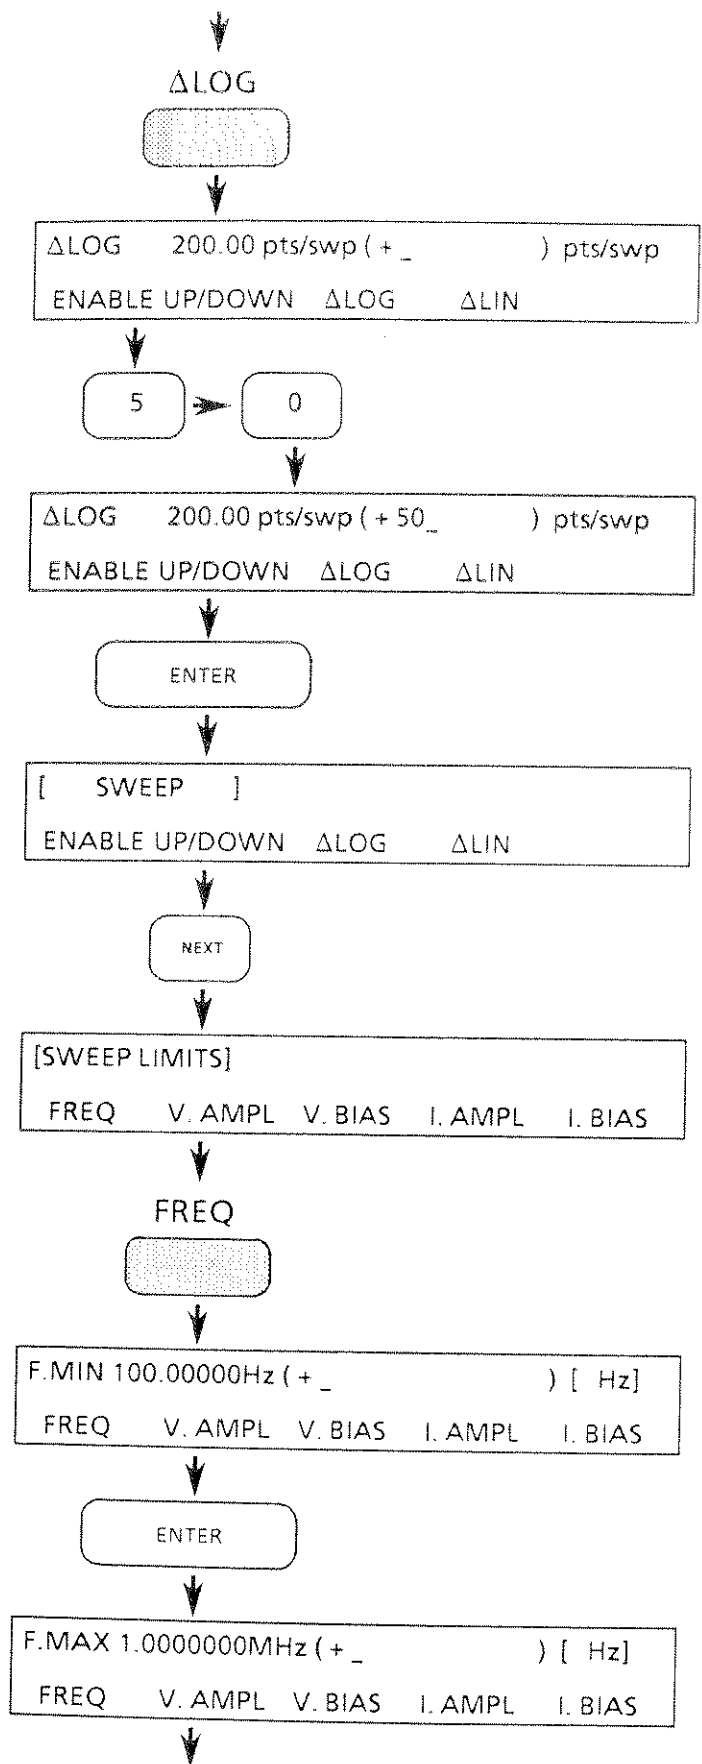 ΔLOG
ΔLOG 200.00 pts/swp ( + _ ) pts/swp
ENABLE UP/DOWN ΔLOG ΔLIN
5 0
ΔLOG 200.00 pts/swp ( + 50_ ) pts/swp
ENABLE UP/DOWN ΔLOG ΔLIN
ENTER
[ SWEEP ]
ENABLE UP/DOWN ΔLOG ΔLIN
NEXT
[SWEEP LIMITS]
FREQ V. AMPL V. BIAS I. AMPL I. BIAS
FREQ
F.MIN 100.00000Hz ( + _ ) [ Hz]
FREQ V. AMPL V. BIAS I. AMPL I. BIAS
ENTER
F.MAX 1.0000000MHz ( + _ ) [ Hz]
FREQ V. AMPL V. BIAS I. AMPL I. BIAS